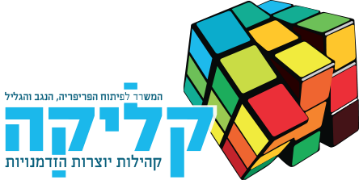 המשרד לפיתוח הפריפריה, הנגב והגליל
קליקה
קהילות יוצרות הזדמנויות